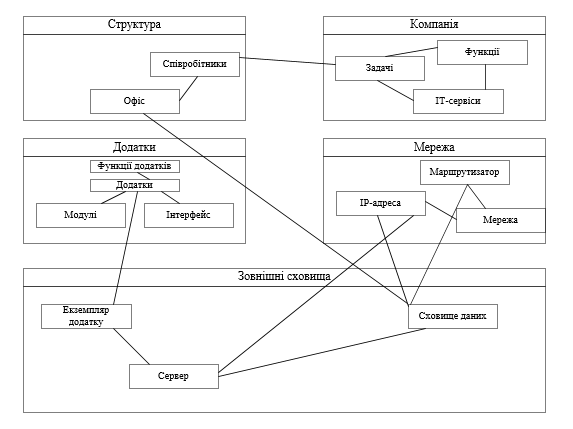 Структура
Співробітники
Офіс
Компанія
Функції
Задачі
ІТ-сервіси
Додатки
Функції додатків
Додатки
Модулі
Інтерфейс
Мережа
Маршрутизатор
IP-адреса
Мережа
Зовнішні сховища
Екземпляр
додатку
Сервер
Сховище даних